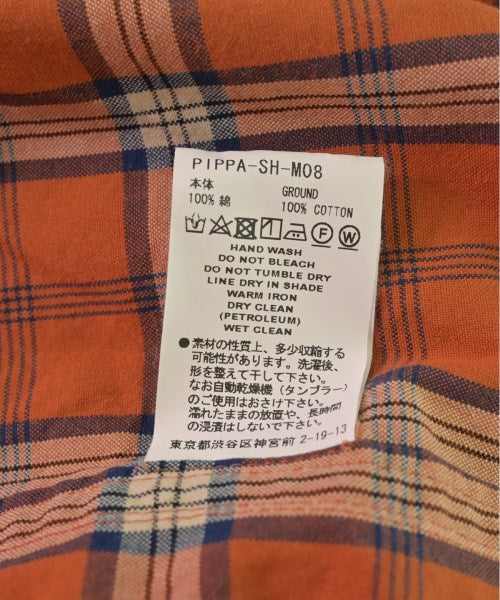 PIPPA-SH-M08
本体 GROUND
100% 綿 100% COTTON
F W
HAND WASH
DO NOT BLEACH
DO NOT TUMBLE DRY
LINE DRY IN SHADE
WARM IRON
DRY CLEAN
(PETROLEUM)
WET CLEAN
●素材の性質上、多少収縮する
可能性があります。洗濯後、
形を整えて干して下さい。
なお自動乾燥機（タンブラー）
のご使用はおさけ下さい。
濡れたままの放置や、長時間
の浸漬はしないで下さい。
東京都渋谷区神宮前 2-19-13